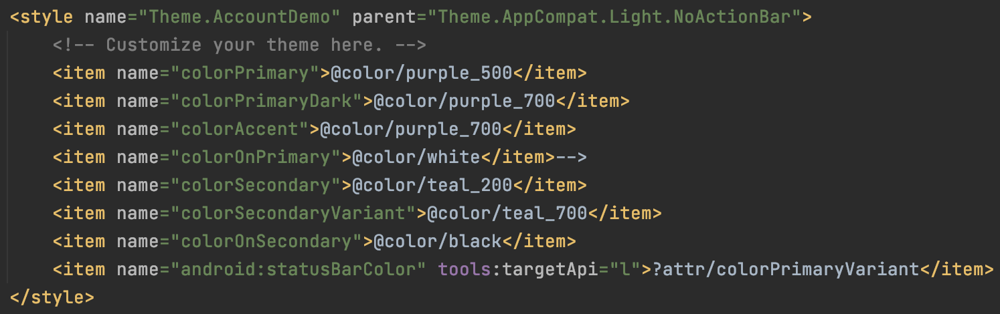 <style name="Theme.AccountDemo" parent="Theme.AppCompat.Light.NoActionBar">
    <!-- Customize your theme here. -->
    <item name="colorPrimary">@color/purple_500</item>
    <item name="colorPrimaryDark">@color/purple_700</item>
    <item name="colorAccent">@color/purple_700</item>
    <item name="colorOnPrimary">@color/white</item>-->
    <item name="colorSecondary">@color/teal_200</item>
    <item name="colorSecondaryVariant">@color/teal_700</item>
    <item name="colorOnSecondary">@color/black</item>
    <item name="android:statusBarColor" tools:targetApi="l">?attr/colorPrimaryVariant</item>
</style>